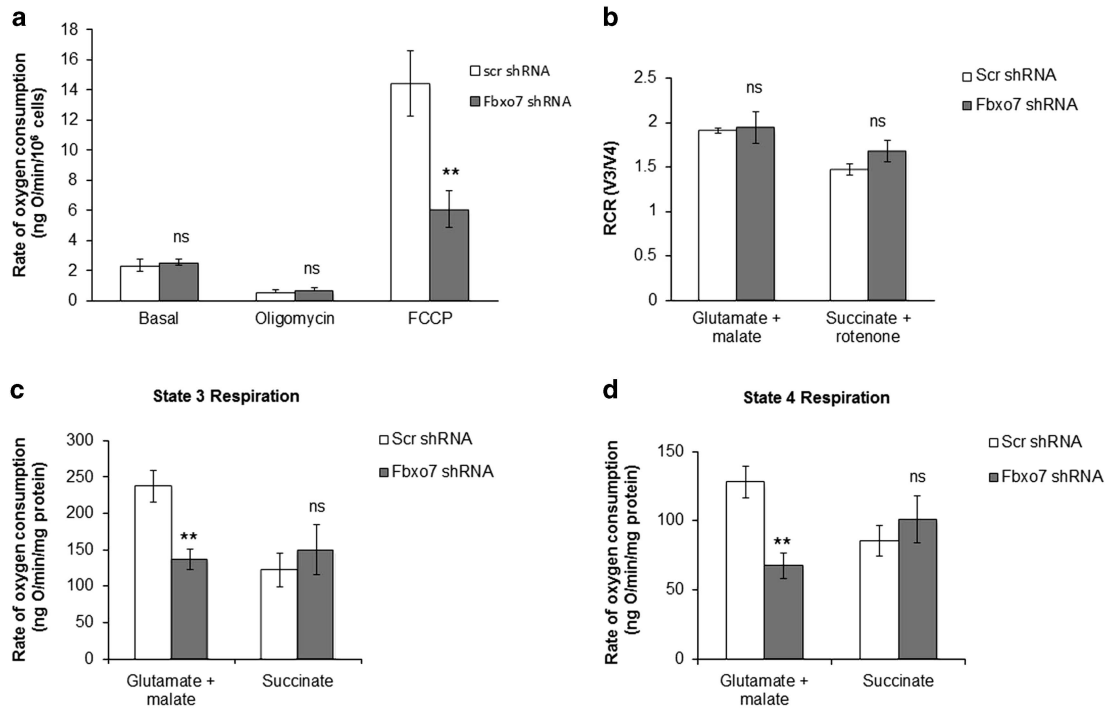 a
Rate of oxygen consumption
(ng O/min/10⁶ cells)
18
16
14
12
10
8
6
4
2
0
scr shRNA
Fbxo7 shRNA
ns
ns
**
Basal
Oligomycin
FCCP
b
RCR (V3/V4)
2.5
2
1.5
1
0.5
0
Scr shRNA
Fbxo7 shRNA
ns
ns
Glutamate +
malate
Succinate +
rotenone
c
State 3 Respiration
Rate of oxygen consumption
(ng O/min/mg protein)
300
250
200
150
100
50
0
Scr shRNA
Fbxo7 shRNA
**
ns
Glutamate +
malate
Succinate
d
State 4 Respiration
Rate of oxygen consumption
(ng O/min/mg protein)
150
100
50
0
Scr shRNA
Fbxo7 shRNA
**
ns
Glutamate +
malate
Succinate